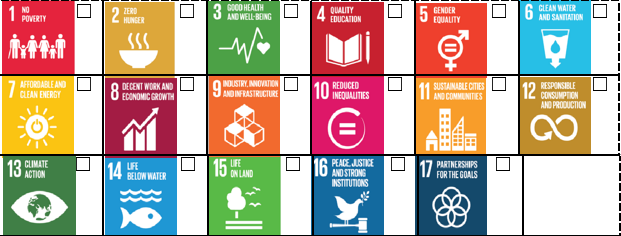 1 NO
POVERTY
2 ZERO
HUNGER
3 GOOD HEALTH
AND WELL-BEING
4 QUALITY
EDUCATION
5 GENDER
EQUALITY
6 CLEAN WATER
AND SANITATION
7 AFFORDABLE AND
CLEAN ENERGY
8 DECENT WORK AND
ECONOMIC GROWTH
9 INDUSTRY, INNOVATION
AND INFRASTRUCTURE
10 REDUCED
INEQUALITIES
11 SUSTAINABLE CITIES
AND COMMUNITIES
12 RESPONSIBLE
CONSUMPTION
AND PRODUCTION
13 CLIMATE
ACTION
14 LIFE
BELOW WATER
15 LIFE
ON LAND
16 PEACE, JUSTICE
AND STRONG
INSTITUTIONS
17 PARTNERSHIPS
FOR THE GOALS